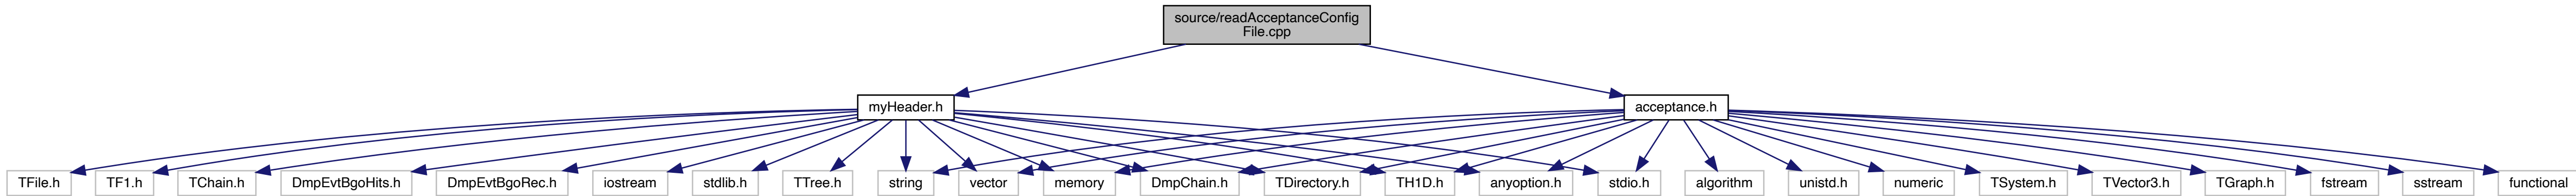 source/readAcceptanceConfig
File.cpp
myHeader.h
acceptance.h
TFile.h
TF1.h
TChain.h
DmpEvtBgoHits.h
DmpEvtBgoRec.h
iostream
stdlib.h
TTree.h
string
vector
memory
DmpChain.h
TDirectory.h
TH1D.h
anyoption.h
stdio.h
algorithm
unistd.h
numeric
TSystem.h
TVector3.h
TGraph.h
fstream
sstream
functional